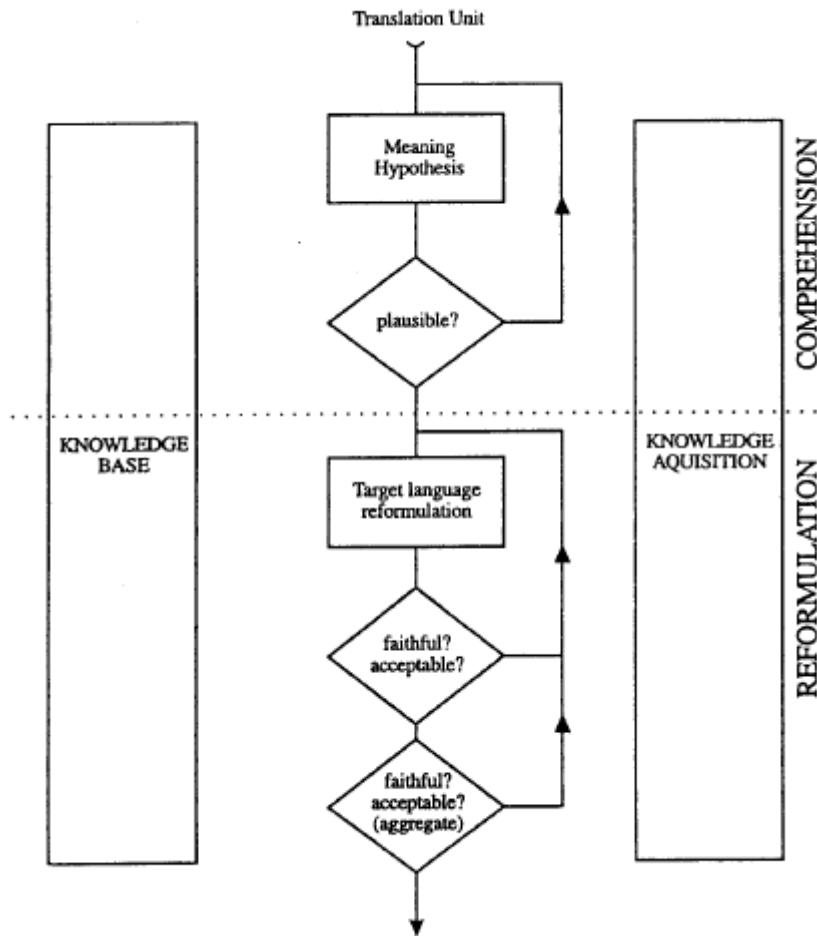 Translation Unit
Meaning
Hypothesis
plausible?
COMPREHENSION
KNOWLEDGE
BASE
KNOWLEDGE
AQUISITION
Target language
reformulation
REFORMULATION
faithful?
acceptable?
faithful?
acceptable?
(aggregate)